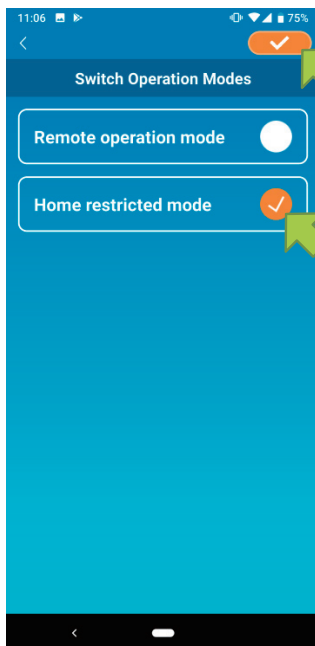 11:06 75%
Switch Operation Modes
Remote operation mode
Home restricted mode